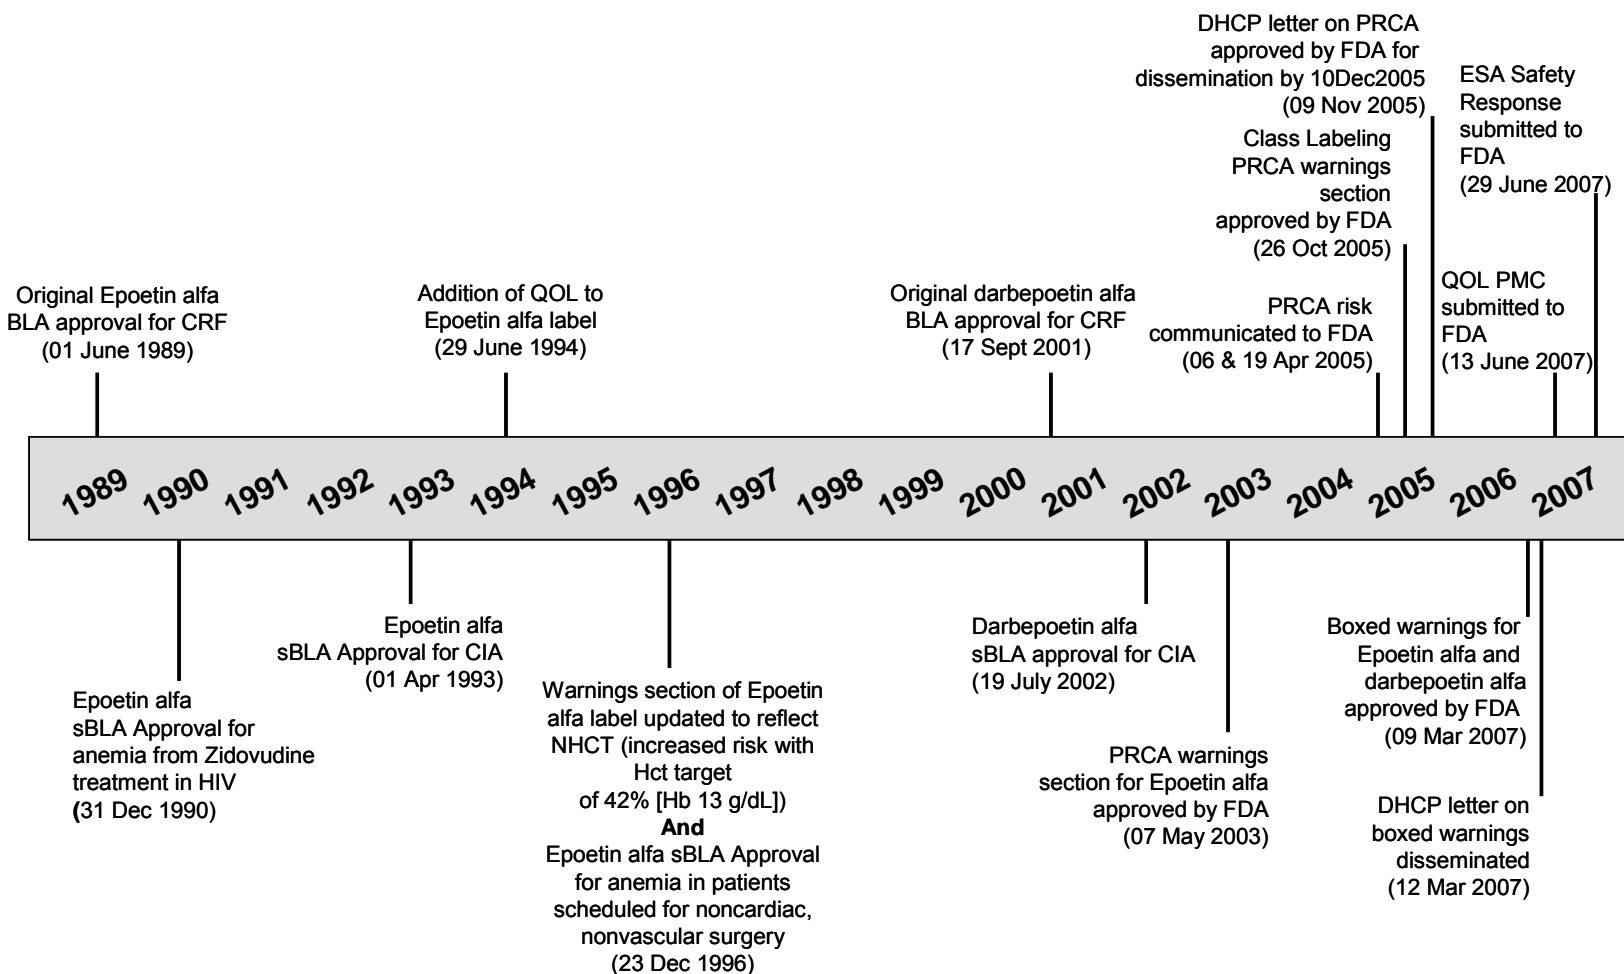 DHCP letter on PRCA
approved by FDA for
dissemination by 10Dec2005
(09 Nov 2005)
ESA Safety
Response
submitted to
FDA
(29 June 2007)
Class Labeling
PRCA warnings
section
approved by FDA
(26 Oct 2005)
Original Epoetin alfa
BLA approval for CRF
(01 June 1989)
Addition of QOL to
Epoetin alfa label
(29 June 1994)
Original darbepoetin alfa
BLA approval for CRF
(17 Sept 2001)
PRCA risk
communicated to FDA
(06 & 19 Apr 2005)
QOL PMC
submitted to
FDA
(13 June 2007)
1989 1990 1991 1992 1993 1994 1995 1996 1997 1998 1999 2000 2001 2002 2003 2004 2005 2006 2007
Epoetin alfa
sBLA Approval for
anemia from Zidovudine
treatment in HIV
(31 Dec 1990)
Epoetin alfa
sBLA Approval for CIA
(01 Apr 1993)
Warnings section of Epoetin
alfa label updated to reflect
NHCT (increased risk with
Hct target
of 42% [Hb 13 g/dL])
And
Epoetin alfa sBLA Approval
for anemia in patients
scheduled for noncardiac,
nonvascular surgery
(23 Dec 1996)
Darbepoetin alfa
sBLA approval for CIA
(19 July 2002)
PRCA warnings
section for Epoetin alfa
approved by FDA
(07 May 2003)
Boxed warnings for
Epoetin alfa and
darbepoetin alfa
approved by FDA
(09 Mar 2007)
DHCP letter on
boxed warnings
disseminated
(12 Mar 2007)